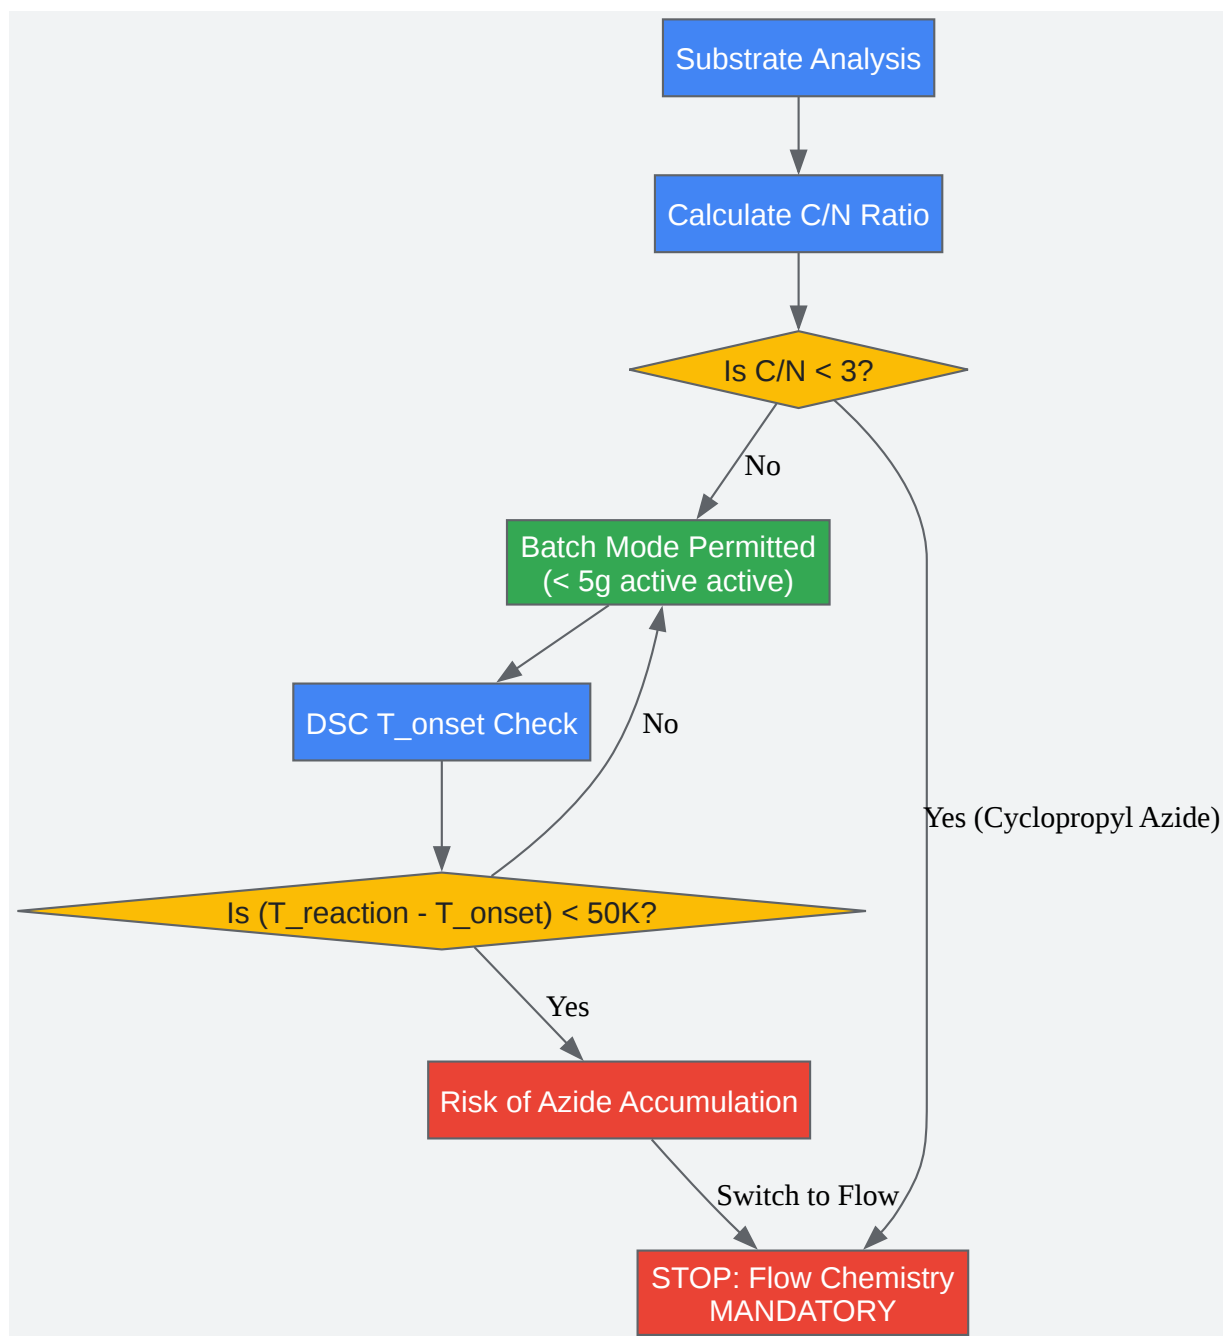 Substrate Analysis
Calculate C/N Ratio
Is C/N < 3?
No
Batch Mode Permitted
(< 5g active active)
DSC T_onset Check
No
Yes (Cyclopropyl Azide)
Is (T_reaction - T_onset) < 50K?
Yes
Risk of Azide Accumulation
Switch to Flow
STOP: Flow Chemistry
MANDATORY